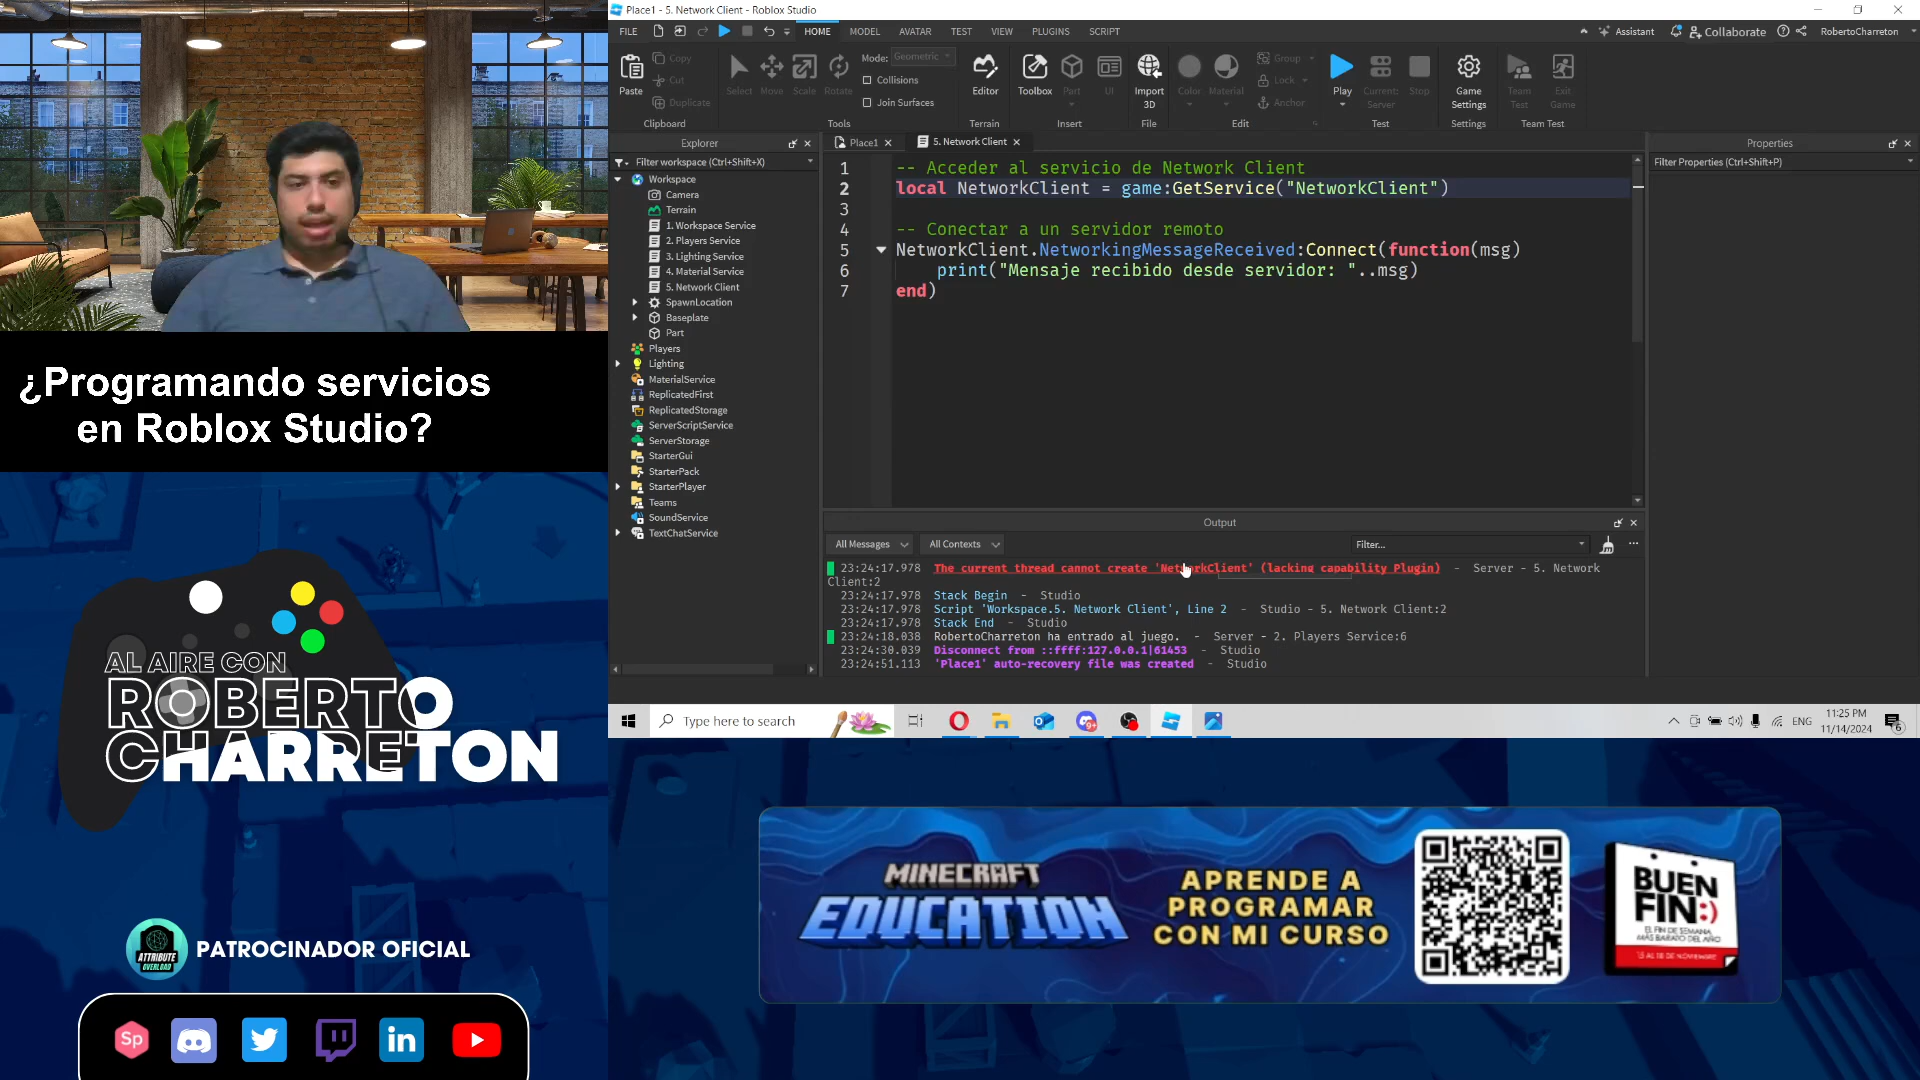 ¿Programando servicios
en Roblox Studio?
AL AIRE CON
ROBERTO
CHARRETON
PATROCINADOR OFICIAL
ATTRIBUTE
OVERLOAD
Sp
in
Place1 - 5. Network Client - Roblox Studio
FILE
HOME
MODEL
AVATAR
TEST
VIEW
PLUGINS
SCRIPT
Assistant
Collaborate
RobertoCharreton
Paste
Copy
Cut
Duplicate
Clipboard
Select
Move
Scale
Rotate
Mode: Geometric
Collisions
Join Surfaces
Tools
Editor
Terrain
Toolbox
Part
UI
Insert
Import
3D
File
Color
Material
Group
Lock
Anchor
Edit
Play
Current:
Server
Stop
Test
Game
Settings
Settings
Team
Test
Exit
Game
Team Test
Explorer
Filter workspace (Ctrl+Shift+X)
Workspace
Camera
Terrain
1. Workspace Service
2. Players Service
3. Lighting Service
4. Material Service
5. Network Client
SpawnLocation
Baseplate
Part
Players
Lighting
MaterialService
ReplicatedFirst
ReplicatedStorage
ServerScriptService
ServerStorage
StarterGui
StarterPack
StarterPlayer
Teams
SoundService
TextChatService
Place1
5. Network Client
1 -- Acceder al servicio de Network Client
2 local NetworkClient = game:GetService("NetworkClient")
3
4 -- Conectar a un servidor remoto
5 NetworkClient.NetworkingMessageReceived:Connect(function(msg)
6 print("Mensaje recibido desde servidor: "..msg)
7 end)
Output
All Messages
All Contexts
Filter...
23:24:17.978 The current thread cannot create 'NetworkClient' (lacking capability Plugin) - Server - 5. Network
Client:2
23:24:17.978 Stack Begin - Studio
23:24:17.978 Script 'Workspace.5. Network Client', Line 2 - Studio - 5. Network Client:2
23:24:17.978 Stack End - Studio
23:24:18.038 RobertoCharreton ha entrado al juego. - Server - 2. Players Service:6
23:24:30.039 Disconnect from ::ffff:127.0.0.1|61453 - Studio
23:24:51.113 'Place1' auto-recovery file was created - Studio
Properties
Filter Properties (Ctrl+Shift+P)
Type here to search
ENG
11:25 PM
11/14/2024
6
MINECRAFT
EDUCATION
APRENDE A
PROGRAMAR
CON MI CURSO
BUEN
FIN:)
EL FIN DE SEMANA
MÁS BARATO DEL AÑO